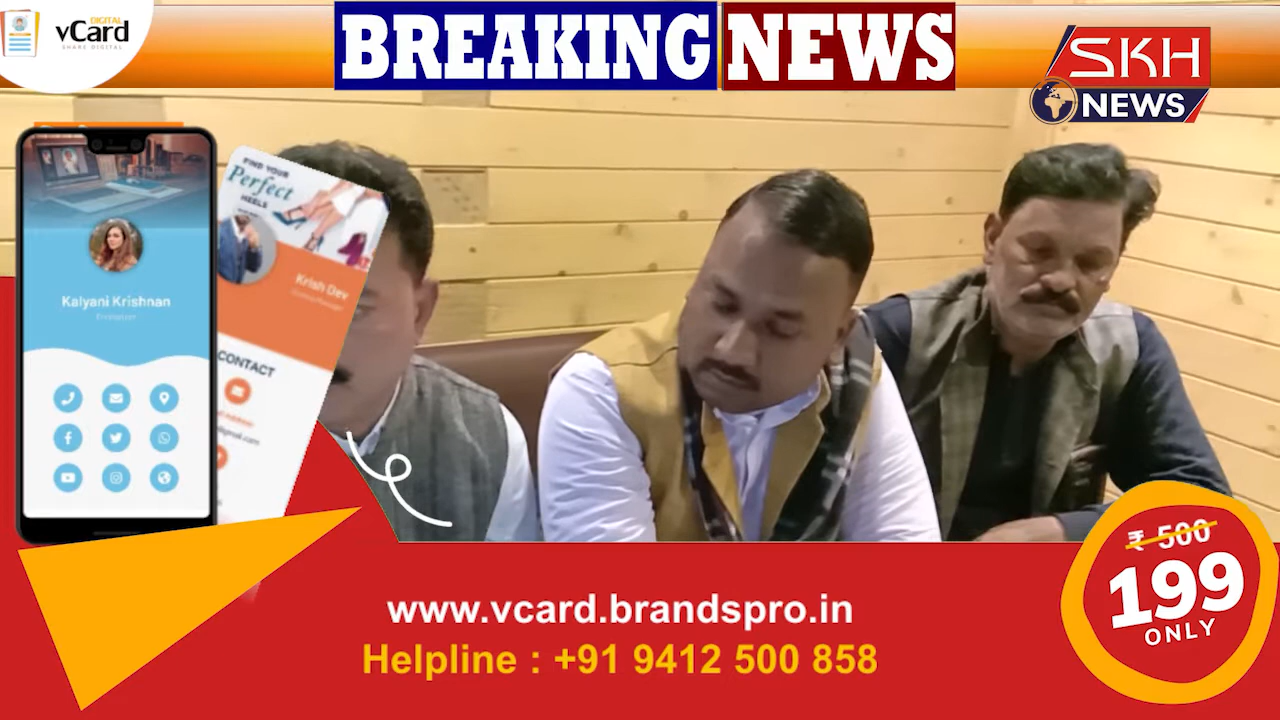 DIGITAL
vCard
SHARE DIGITAL
BREAKING NEWS
SKH
NEWS
Kalyani Krishnan
FIND YOUR
Perfect
HEELS
Krish Dev
CONTACT
₹ 500
199
ONLY
www.vcard.brandspro.in
Helpline : +91 9412 500 858